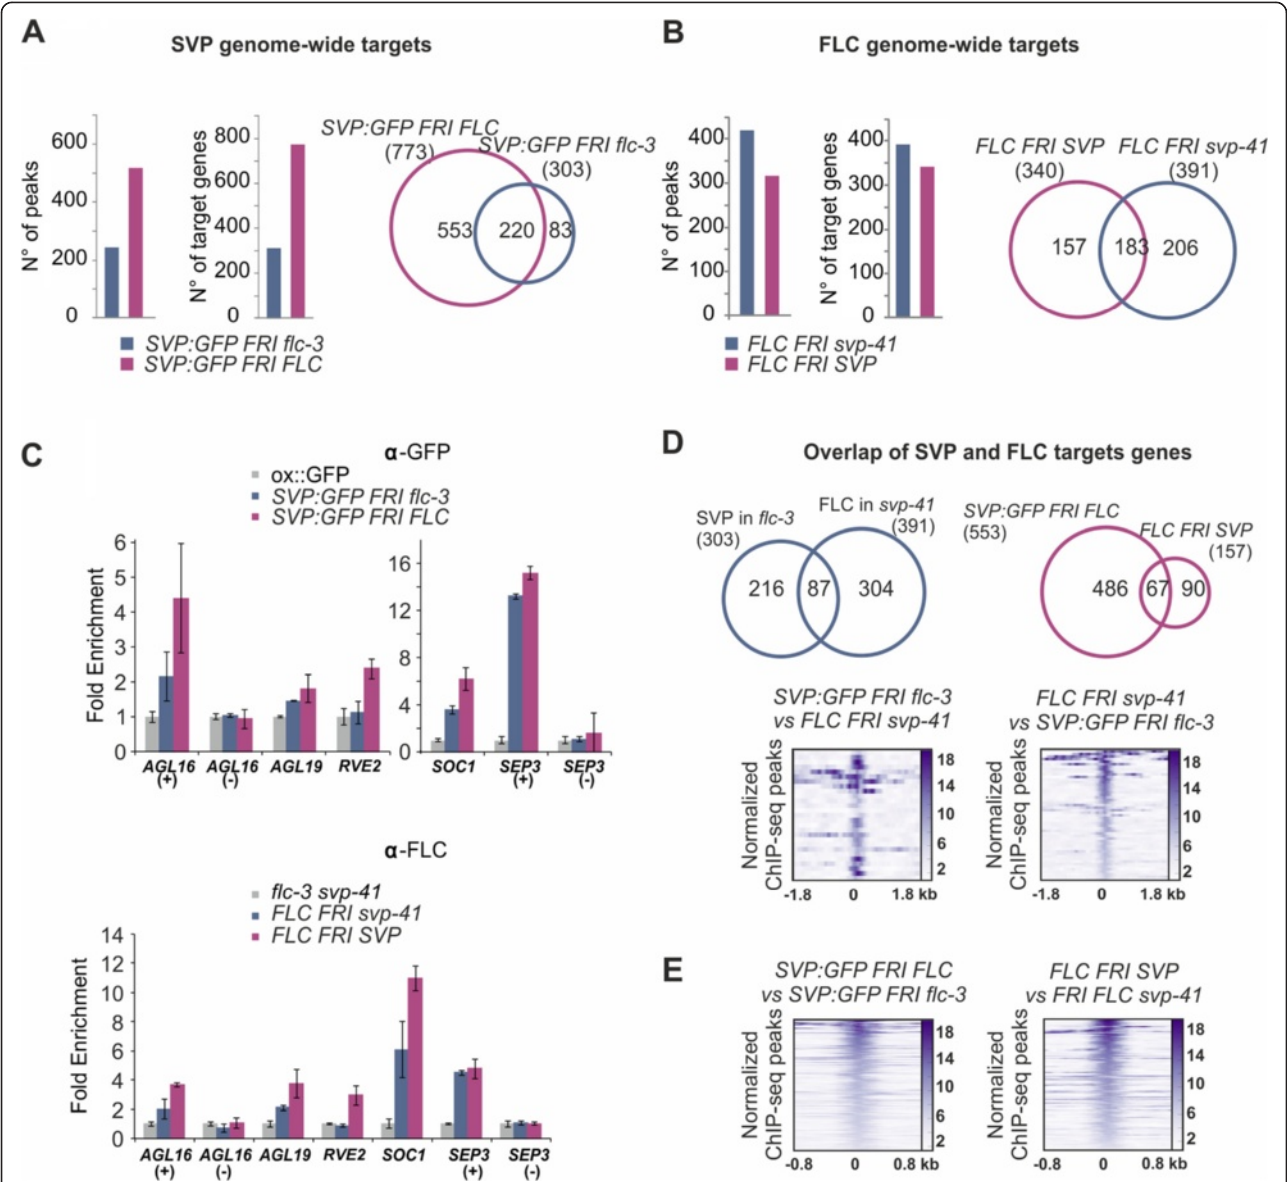 A
SVP genome-wide targets
N° of peaks
600
400
200
0
N° of target genes
800
600
400
200
0
SVP:GFP FRI FLC
(773)
SVP:GFP FRI flc-3
(303)
553
220
83
SVP:GFP FRI flc-3
SVP:GFP FRI FLC
B
FLC genome-wide targets
N° of peaks
400
300
200
100
0
N° of target genes
400
300
200
100
0
FLC FRI SVP
(340)
FLC FRI svp-41
(391)
157
183
206
FLC FRI svp-41
FLC FRI SVP
C
α-GFP
ox::GFP
SVP:GFP FRI flc-3
SVP:GFP FRI FLC
Fold Enrichment
6
5
4
3
2
1
0
AGL16
(+)
AGL16
(-)
AGL19
RVE2
16
12
8
4
0
SOC1
SEP3
(+)
SEP3
(-)
α-FLC
flc-3 svp-41
FLC FRI svp-41
FLC FRI SVP
Fold Enrichment
14
12
10
8
6
4
2
0
AGL16
(+)
AGL16
(-)
AGL19
RVE2
SOC1
SEP3
(+)
SEP3
(-)
D
Overlap of SVP and FLC targets genes
SVP in flc-3
(303)
FLC in svp-41
(391)
216
87
304
SVP:GFP FRI FLC
(553)
FLC FRI SVP
(157)
486
67
90
SVP:GFP FRI flc-3
vs FLC FRI svp-41
Normalized
ChIP-seq peaks
18
14
10
6
2
-1.8
0
1.8 kb
FLC FRI svp-41
vs SVP:GFP FRI flc-3
Normalized
ChIP-seq peaks
18
14
10
6
2
-1.8
0
1.8 kb
E
SVP:GFP FRI FLC
vs SVP:GFP FRI flc-3
Normalized
ChIP-seq peaks
18
14
10
6
2
-0.8
0
0.8 kb
FLC FRI SVP
vs FRI FLC svp-41
Normalized
ChIP-seq peaks
18
14
10
6
2
-0.8
0
0.8 kb